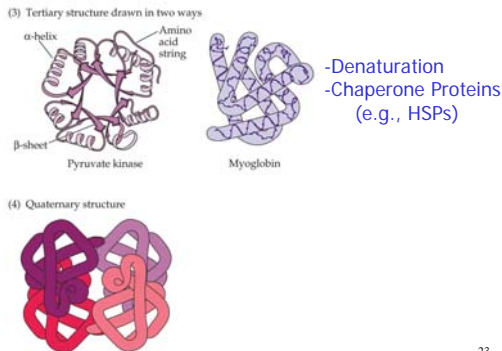 (3) Tertiary structure drawn in two ways
α-helix
Amino
acid
string
β-sheet
Pyruvate kinase
Myoglobin
-Denaturation
-Chaperone Proteins
(e.g., HSPs)
(4) Quaternary structure
23